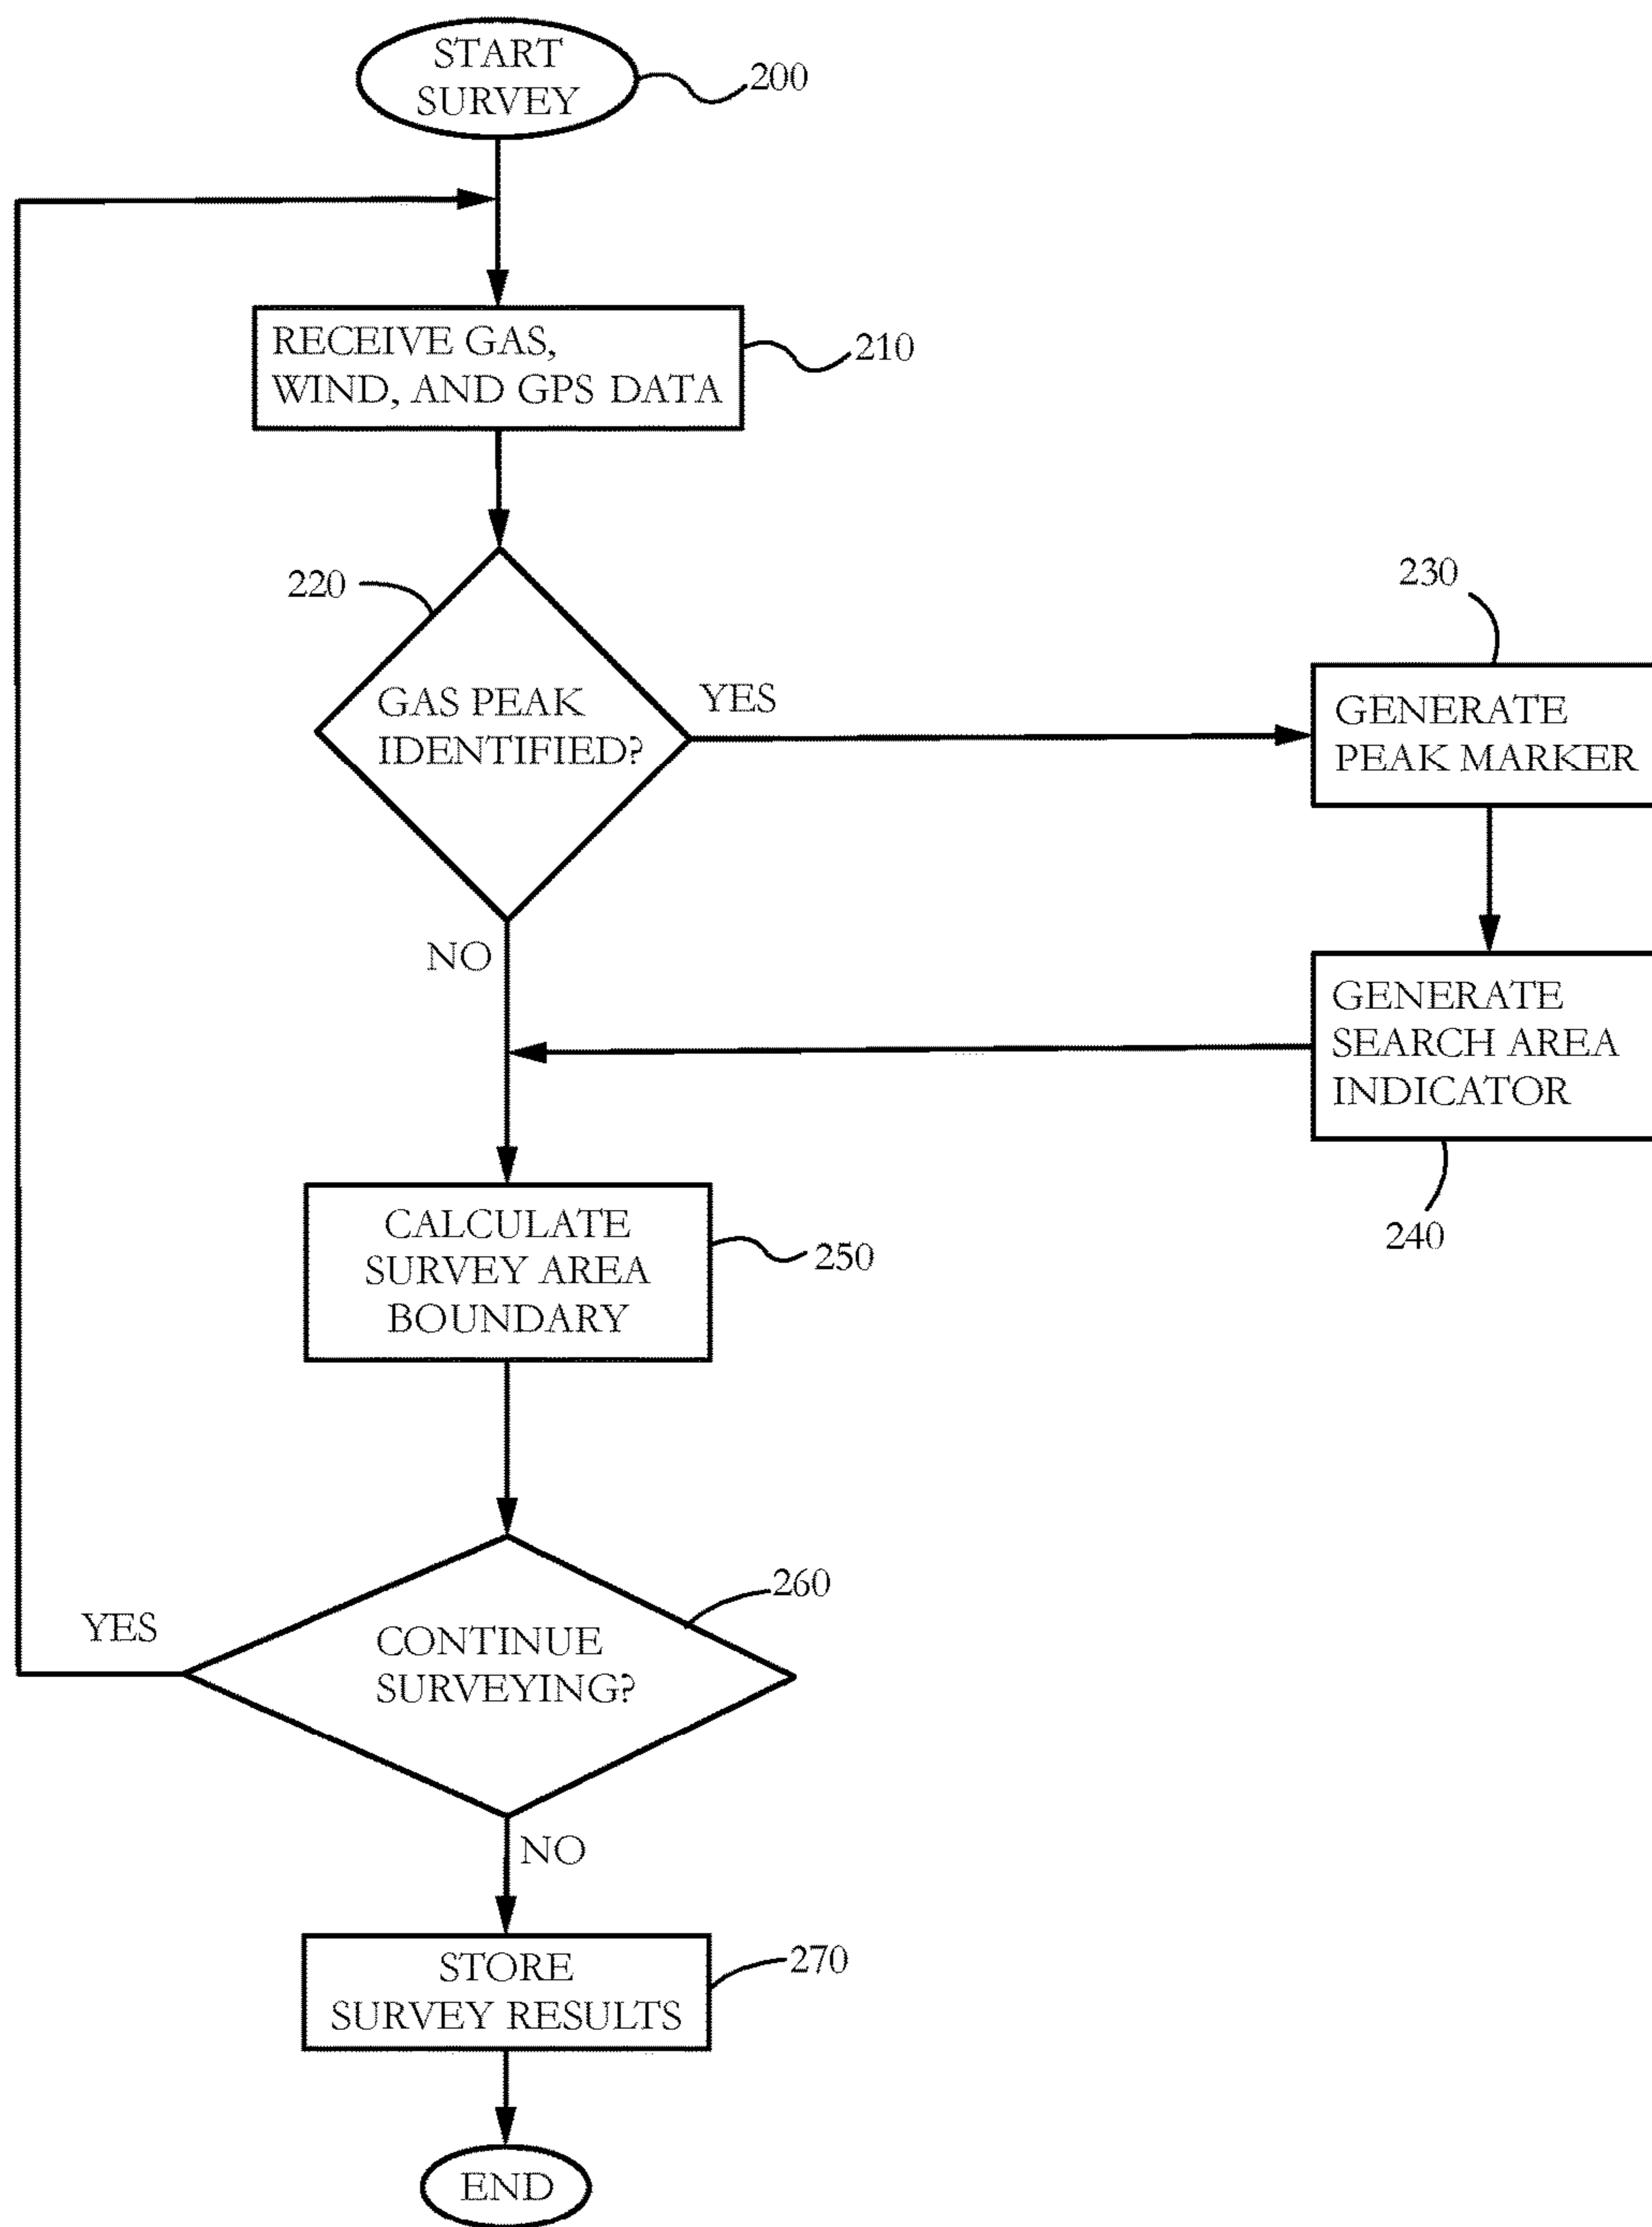 START
SURVEY
200
RECEIVE GAS,
WIND, AND GPS DATA
210
220
GAS PEAK
IDENTIFIED?
YES
230
GENERATE
PEAK MARKER
NO
GENERATE
SEARCH AREA
INDICATOR
240
CALCULATE
SURVEY AREA
BOUNDARY
250
260
YES
CONTINUE
SURVEYING?
NO
STORE
SURVEY RESULTS
270
END